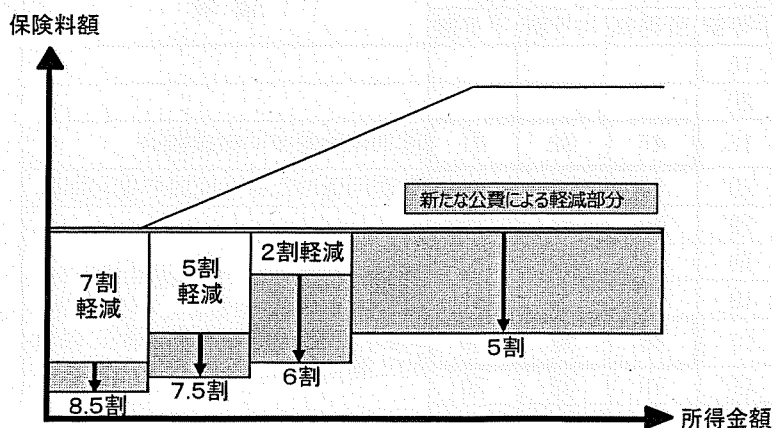 保険料額
新たな公費による軽減部分
7割
軽減
5割
軽減
2割軽減
8.5割
7.5割
6割
5割
所得金額